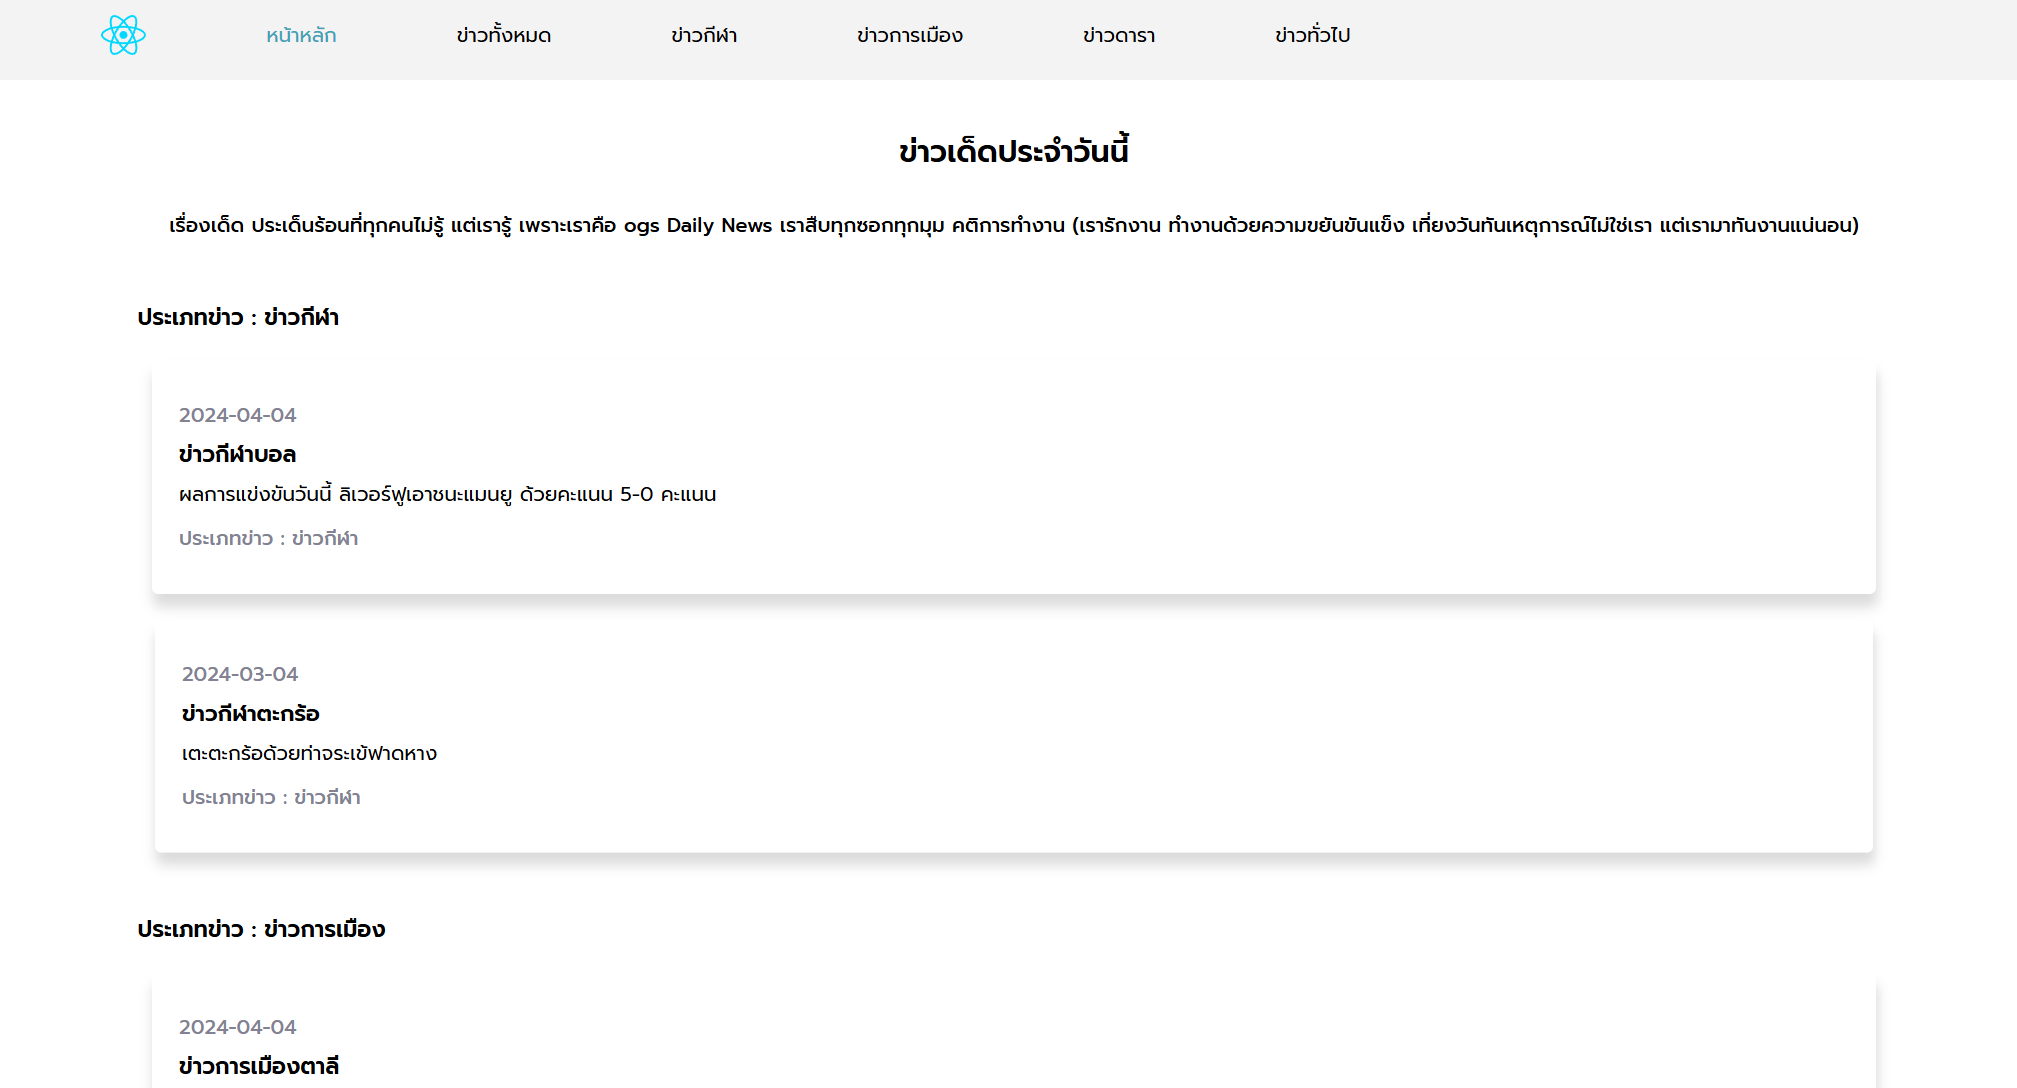 หน้าหลัก ข่าวทั้งหมด ข่าวกีฬา ข่าวการเมือง ข่าวดารา ข่าวทั่วไป
ข่าวเด็ดประจำวันนี้
เรื่องเด็ด ประเด็นร้อนที่ทุกคนไม่รู้ แต่เรารู้ เพราะเราคือ ogs Daily News เราสืบทุกซอกทุกมุม คติการทำงาน (เรารักงาน ทำงานด้วยความขยันขันแข็ง เที่ยงวันทันเหตุการณ์ไม่ใช่เรา แต่เรามาทันงานแน่นอน)
ประเภทข่าว : ข่าวกีฬา
2024-04-04
ข่าวกีฬาบอล
ผลการแข่งขันวันนี้ ลิเวอร์ฟูเอาชนะแมนยู ด้วยคะแนน 5-0 คะแนน
ประเภทข่าว : ข่าวกีฬา
2024-03-04
ข่าวกีฬาตะกร้อ
เตะตะกร้อด้วยท่าจระเข้ฟาดหาง
ประเภทข่าว : ข่าวกีฬา
ประเภทข่าว : ข่าวการเมือง
2024-04-04
ข่าวการเมืองตาลี